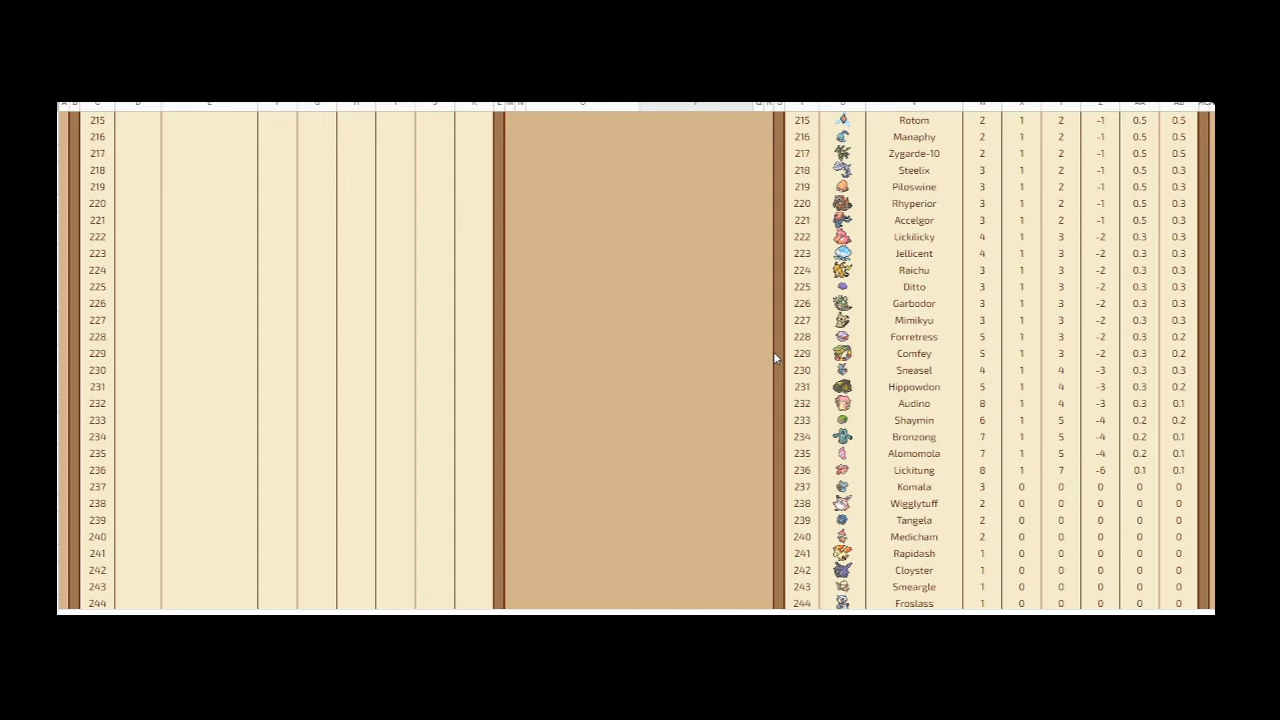 215 215 Rotom 2 1 2 -1 0.5 0.5
216 216 Manaphy 2 1 2 -1 0.5 0.5
217 217 Zygarde-10 2 1 2 -1 0.5 0.5
218 218 Steelix 3 1 2 -1 0.5 0.3
219 219 Piloswine 3 1 2 -1 0.5 0.3
220 220 Rhyperior 3 1 2 -1 0.5 0.3
221 221 Accelgor 3 1 2 -1 0.5 0.3
222 222 Lickilicky 4 1 3 -2 0.3 0.3
223 223 Jellicent 4 1 3 -2 0.3 0.3
224 224 Raichu 3 1 3 -2 0.3 0.3
225 225 Ditto 3 1 3 -2 0.3 0.3
226 226 Garbodor 3 1 3 -2 0.3 0.3
227 227 Mimikyu 3 1 3 -2 0.3 0.3
228 228 Forretress 5 1 3 -2 0.3 0.2
229 229 Comfey 5 1 3 -2 0.3 0.2
230 230 Sneasel 4 1 4 -3 0.3 0.3
231 231 Hippowdon 5 1 4 -3 0.3 0.2
232 232 Audino 8 1 4 -3 0.3 0.1
233 233 Shaymin 6 1 5 -4 0.2 0.2
234 234 Bronzong 7 1 5 -4 0.2 0.1
235 235 Alomomola 7 1 5 -4 0.2 0.1
236 236 Lickitung 8 1 7 -6 0.1 0.1
237 237 Komala 3 0 0 0 0 0
238 238 Wigglytuff 2 0 0 0 0 0
239 239 Tangela 2 0 0 0 0 0
240 240 Medicham 2 0 0 0 0 0
241 241 Rapidash 1 0 0 0 0 0
242 242 Cloyster 1 0 0 0 0 0
243 243 Smeargle 1 0 0 0 0 0
244 244 Froslass 1 0 0 0 0 0